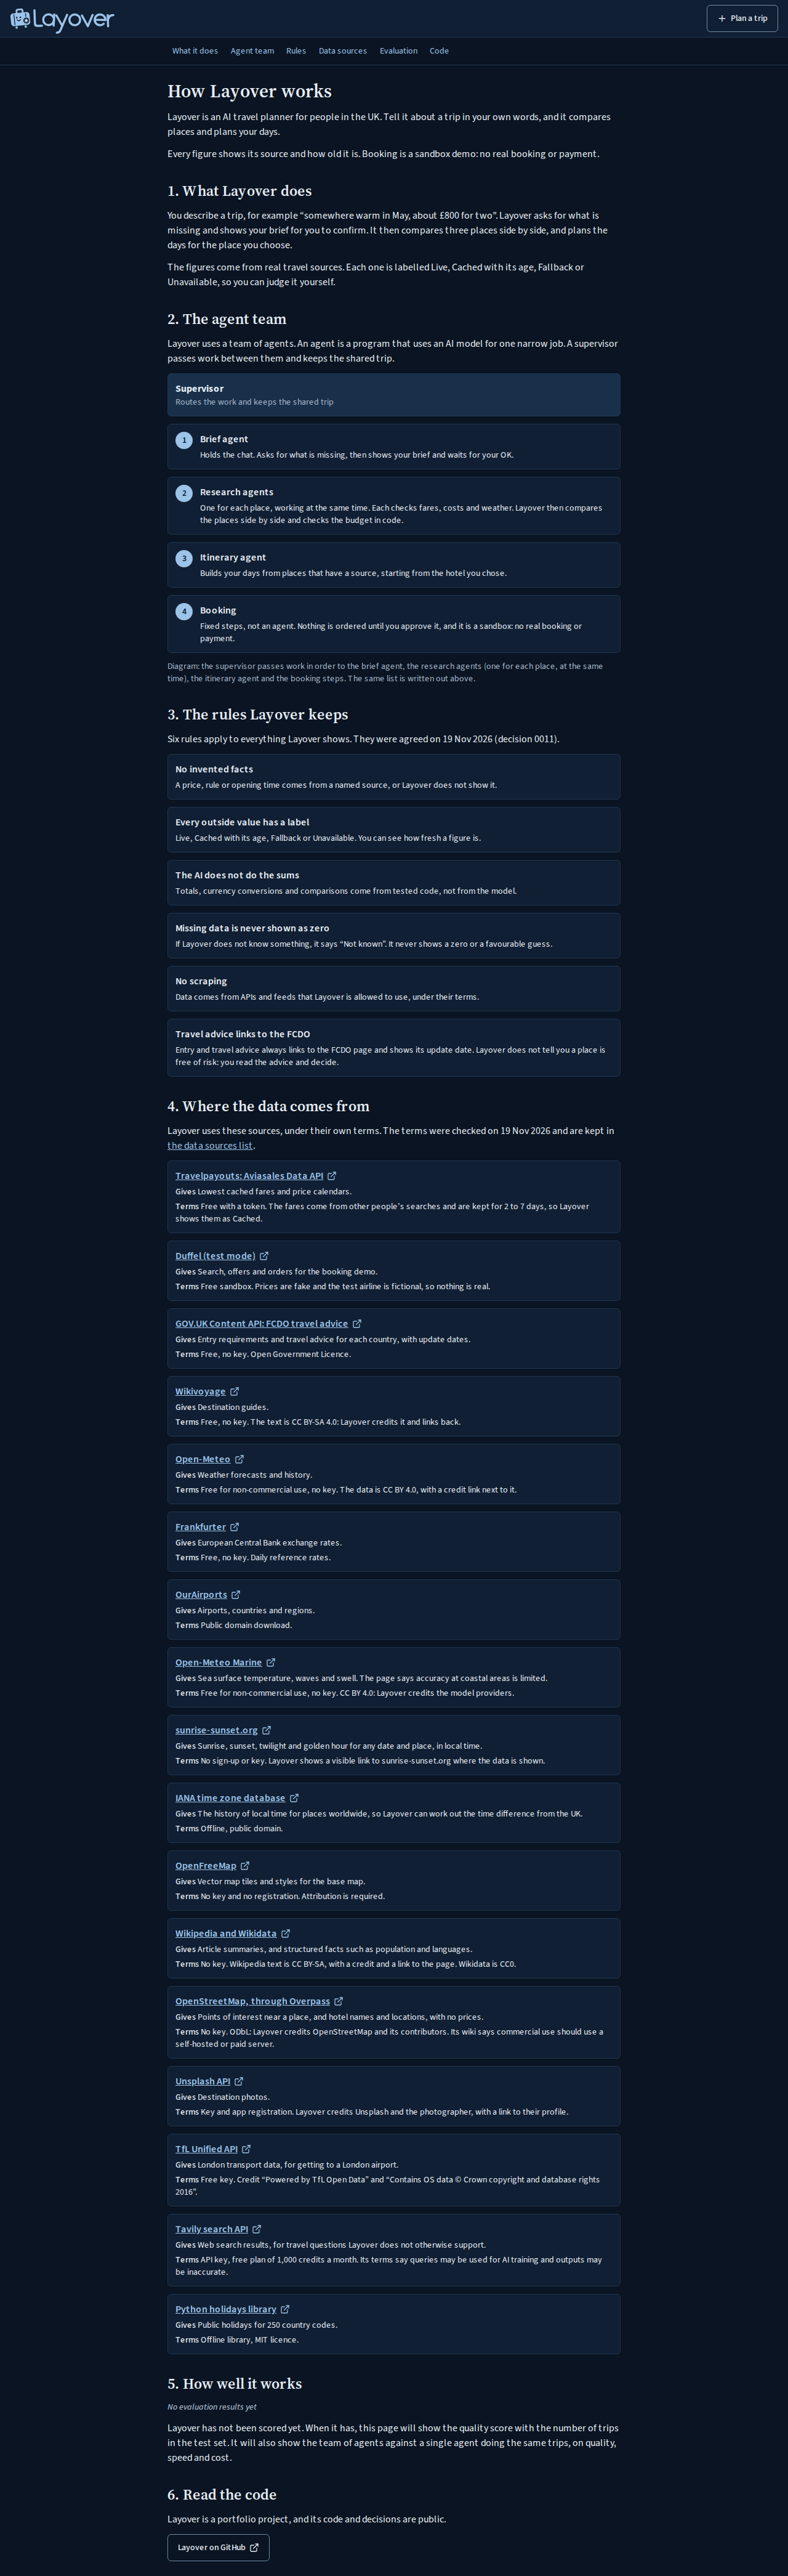 Layover
Plan a trip
What it does
Agent team
Rules
Data sources
Evaluation
Code
How Layover works
Layover is an AI travel planner for people in the UK. Tell it about a trip in your own words, and it compares
places and plans your days.
Every figure shows its source and how old it is. Booking is a sandbox demo: no real booking or payment.
1. What Layover does
You describe a trip, for example “somewhere warm in May, about £800 for two”. Layover asks for what is
missing and shows your brief for you to confirm. It then compares three places side by side, and plans the
days for the place you choose.
The figures come from real travel sources. Each one is labelled Live, Cached with its age, Fallback or
Unavailable, so you can judge it yourself.
2. The agent team
Layover uses a team of agents. An agent is a program that uses an AI model for one narrow job. A supervisor
passes work between them and keeps the shared trip.
Supervisor
Routes the work and keeps the shared trip
1
Brief agent
Holds the chat. Asks for what is missing, then shows your brief and waits for your OK.
2
Research agents
One for each place, working at the same time. Each checks fares, costs and weather. Layover then compares
the places side by side and checks the budget in code.
3
Itinerary agent
Builds your days from places that have a source, starting from the hotel you chose.
4
Booking
Fixed steps, not an agent. Nothing is ordered until you approve it, and it is a sandbox: no real booking or
payment.
Diagram: the supervisor passes work in order to the brief agent, the research agents (one for each place, at the same
time), the itinerary agent and the booking steps. The same list is written out above.
3. The rules Layover keeps
Six rules apply to everything Layover shows. They were agreed on 19 Nov 2026 (decision 0011).
No invented facts
A price, rule or opening time comes from a named source, or Layover does not show it.
Every outside value has a label
Live, Cached with its age, Fallback or Unavailable. You can see how fresh a figure is.
The AI does not do the sums
Totals, currency conversions and comparisons come from tested code, not from the model.
Missing data is never shown as zero
If Layover does not know something, it says “Not known”. It never shows a zero or a favourable guess.
No scraping
Data comes from APIs and feeds that Layover is allowed to use, under their terms.
Travel advice links to the FCDO
Entry and travel advice always links to the FCDO page and shows its update date. Layover does not tell you a place is
free of risk: you read the advice and decide.
4. Where the data comes from
Layover uses these sources, under their own terms. The terms were checked on 19 Nov 2026 and are kept in
the data sources list.
Travelpayouts: Aviasales Data API
Gives Lowest cached fares and price calendars.
Terms Free with a token. The fares come from other people's searches and are kept for 2 to 7 days, so Layover
shows them as Cached.
Duffel (test mode)
Gives Search, offers and orders for the booking demo.
Terms Free sandbox. Prices are fake and the test airline is fictional, so nothing is real.
GOV.UK Content API: FCDO travel advice
Gives Entry requirements and travel advice for each country, with update dates.
Terms Free, no key. Open Government Licence.
Wikivoyage
Gives Destination guides.
Terms Free, no key. The text is CC BY-SA 4.0: Layover credits it and links back.
Open-Meteo
Gives Weather forecasts and history.
Terms Free for non-commercial use, no key. The data is CC BY 4.0, with a credit link next to it.
Frankfurter
Gives European Central Bank exchange rates.
Terms Free, no key. Daily reference rates.
OurAirports
Gives Airports, countries and regions.
Terms Public domain download.
Open-Meteo Marine
Gives Sea surface temperature, waves and swell. The page says accuracy at coastal areas is limited.
Terms Free for non-commercial use, no key. CC BY 4.0: Layover credits the model providers.
sunrise-sunset.org
Gives Sunrise, sunset, twilight and golden hour for any date and place, in local time.
Terms No sign-up or key. Layover shows a visible link to sunrise-sunset.org where the data is shown.
IANA time zone database
Gives The history of local time for places worldwide, so Layover can work out the time difference from the UK.
Terms Offline, public domain.
OpenFreeMap
Gives Vector map tiles and styles for the base map.
Terms No key and no registration. Attribution is required.
Wikipedia and Wikidata
Gives Article summaries, and structured facts such as population and languages.
Terms No key. Wikipedia text is CC BY-SA, with a credit and a link to the page. Wikidata is CC0.
OpenStreetMap, through Overpass
Gives Points of interest near a place, and hotel names and locations, with no prices.
Terms No key. ODbL: Layover credits OpenStreetMap and its contributors. Its wiki says commercial use should use a
self-hosted or paid server.
Unsplash API
Gives Destination photos.
Terms Key and app registration. Layover credits Unsplash and the photographer, with a link to their profile.
TfL Unified API
Gives London transport data, for getting to a London airport.
Terms Free key. Credit “Powered by TfL Open Data” and “Contains OS data © Crown copyright and database rights
2016”.
Tavily search API
Gives Web search results, for travel questions Layover does not otherwise support.
Terms API key, free plan of 1,000 credits a month. Its terms say queries may be used for AI training and outputs may
be inaccurate.
Python holidays library
Gives Public holidays for 250 country codes.
Terms Offline library, MIT licence.
5. How well it works
No evaluation results yet
Layover has not been scored yet. When it has, this page will show the quality score with the number of trips
in the test set. It will also show the team of agents against a single agent doing the same trips, on quality,
speed and cost.
6. Read the code
Layover is a portfolio project, and its code and decisions are public.
Layover on GitHub